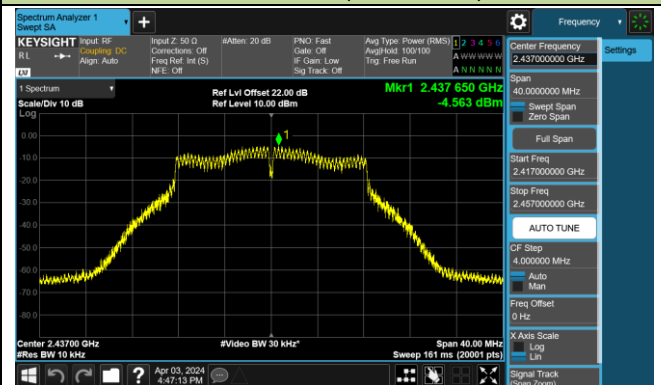 Spectrum Analyzer 1
Swept SA
Frequency
KEYSIGHT
Input: RF
Input Z: 50 Ω
#Atten: 20 dB
PNO: Fast
Avg Type: Power (RMS)
1 2 3 4 5 6
RL
Coupling: DC
Corrections: Off
Gate: Off
Avg|Hold: 100/100
A W W W W W
Align: Auto
Freq Ref: Int (S)
IF Gain: Low
Trig: Free Run
NFE: Off
Sig Track: Off
A N N N N N
LXI
1 Spectrum
Ref Lvl Offset 22.00 dB
Mkr1 2.437 650 GHz
Scale/Div 10 dB
Ref Level 10.00 dBm
-4.563 dBm
Log
1
0.00
-10.0
-20.0
-30.0
-40.0
-50.0
-60.0
-70.0
-80.0
Center 2.43700 GHz
#Video BW 30 kHz*
Span 40.00 MHz
#Res BW 10 kHz
Sweep 161 ms (20001 pts)
Apr 03, 2024
4:47:13 PM
Center Frequency
2.437000000 GHz
Settings
Span
40.0000000 MHz
Swept Span
Zero Span
Full Span
Start Freq
2.417000000 GHz
Stop Freq
2.457000000 GHz
AUTO TUNE
CF Step
4.000000 MHz
Auto
Man
Freq Offset
0 Hz
X Axis Scale
Log
Lin
Signal Track
(Span Zoom)